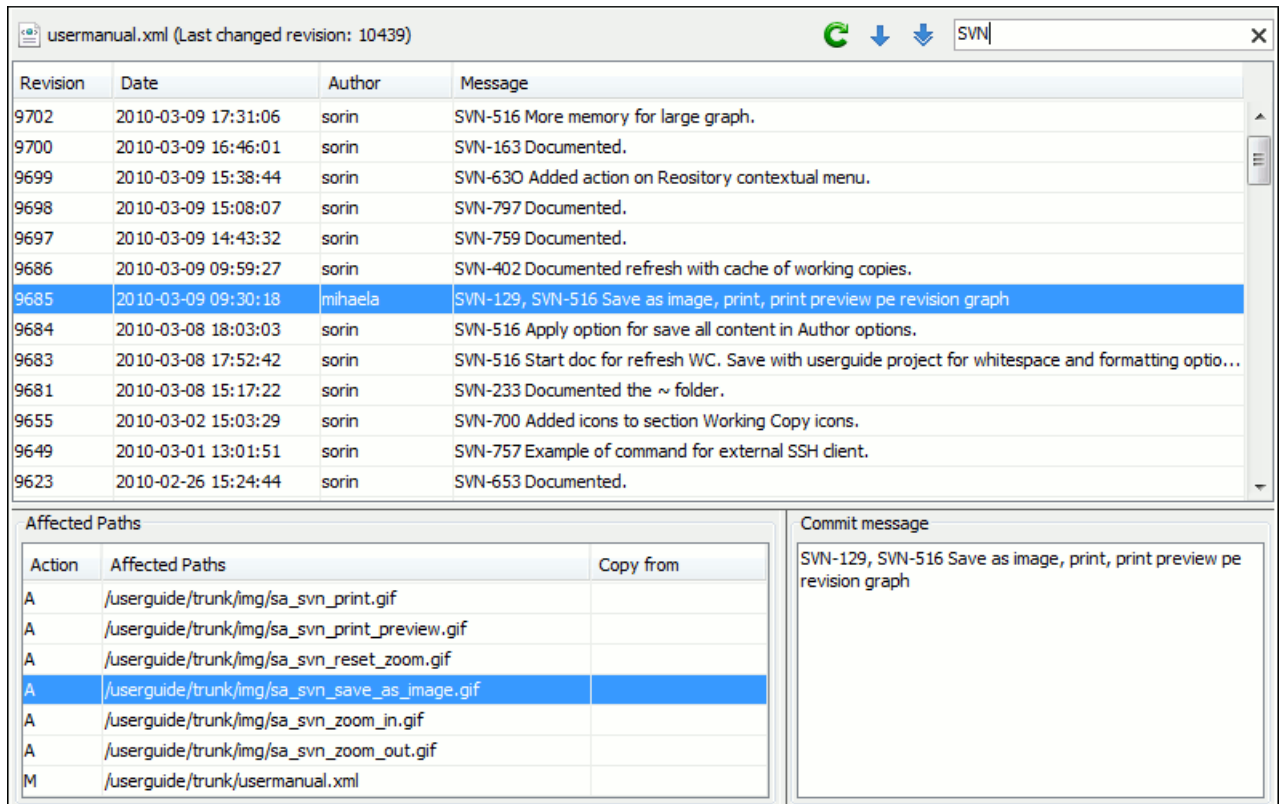 usermanual.xml (Last changed revision: 10439) SVN
Revision Date Author Message
9702 2010-03-09 17:31:06 sorin SVN-516 More memory for large graph.
9700 2010-03-09 16:46:01 sorin SVN-163 Documented.
9699 2010-03-09 15:38:44 sorin SVN-63O Added action on Reository contextual menu.
9698 2010-03-09 15:08:07 sorin SVN-797 Documented.
9697 2010-03-09 14:43:32 sorin SVN-759 Documented.
9686 2010-03-09 09:59:27 sorin SVN-402 Documented refresh with cache of working copies.
9685 2010-03-09 09:30:18 mihaela SVN-129, SVN-516 Save as image, print, print preview pe revision graph
9684 2010-03-08 18:03:03 sorin SVN-516 Apply option for save all content in Author options.
9683 2010-03-08 17:52:42 sorin SVN-516 Start doc for refresh WC. Save with userguide project for whitespace and formatting optio...
9681 2010-03-08 15:17:22 sorin SVN-233 Documented the ~ folder.
9655 2010-03-02 15:03:29 sorin SVN-700 Added icons to section Working Copy icons.
9649 2010-03-01 13:01:51 sorin SVN-757 Example of command for external SSH client.
9623 2010-02-26 15:24:44 sorin SVN-653 Documented.
Affected Paths
Action Affected Paths Copy from
A /userguide/trunk/img/sa_svn_print.gif
A /userguide/trunk/img/sa_svn_print_preview.gif
A /userguide/trunk/img/sa_svn_reset_zoom.gif
A /userguide/trunk/img/sa_svn_save_as_image.gif
A /userguide/trunk/img/sa_svn_zoom_in.gif
A /userguide/trunk/img/sa_svn_zoom_out.gif
M /userguide/trunk/usermanual.xml
Commit message
SVN-129, SVN-516 Save as image, print, print preview pe
revision graph